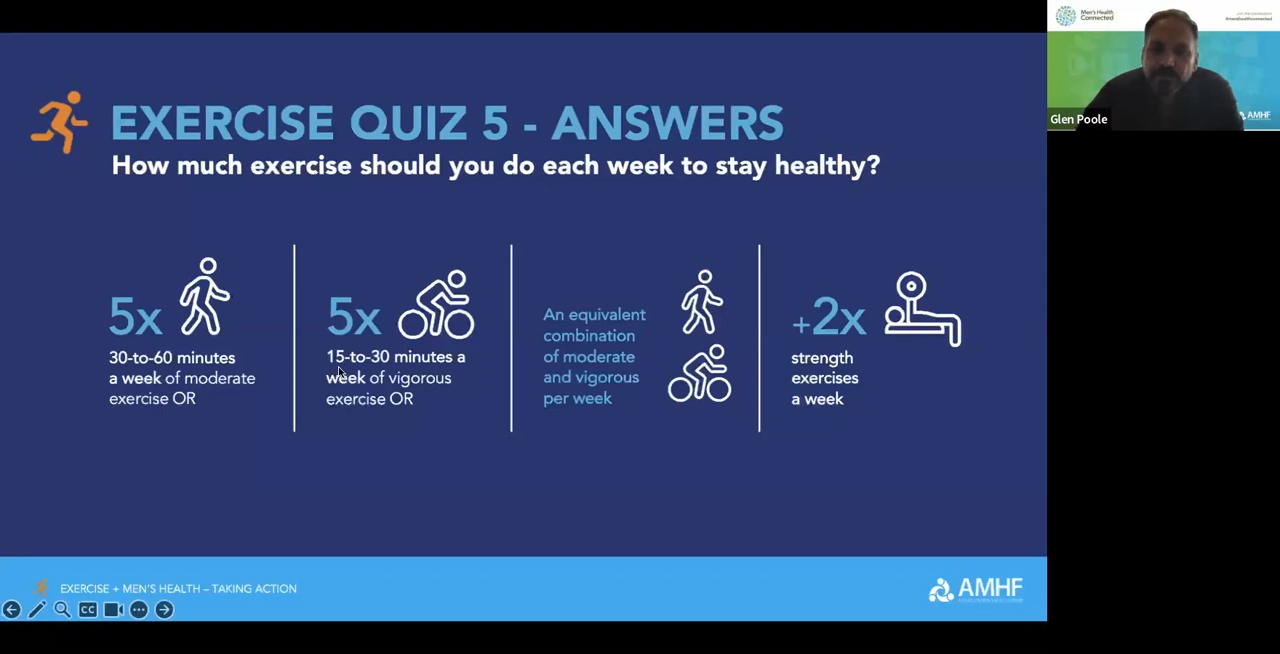 EXERCISE QUIZ 5 - ANSWERS
How much exercise should you do each week to stay healthy?
5x
30-to-60 minutes
a week of moderate
exercise OR
5x
15-to-30 minutes a
week of vigorous
exercise OR
An equivalent
combination
of moderate
and vigorous
per week
+2x
strength
exercises
a week
EXERCISE + MEN'S HEALTH – TAKING ACTION
AMHF
CC
Men's Health
Connected
Glen Poole
AMHF